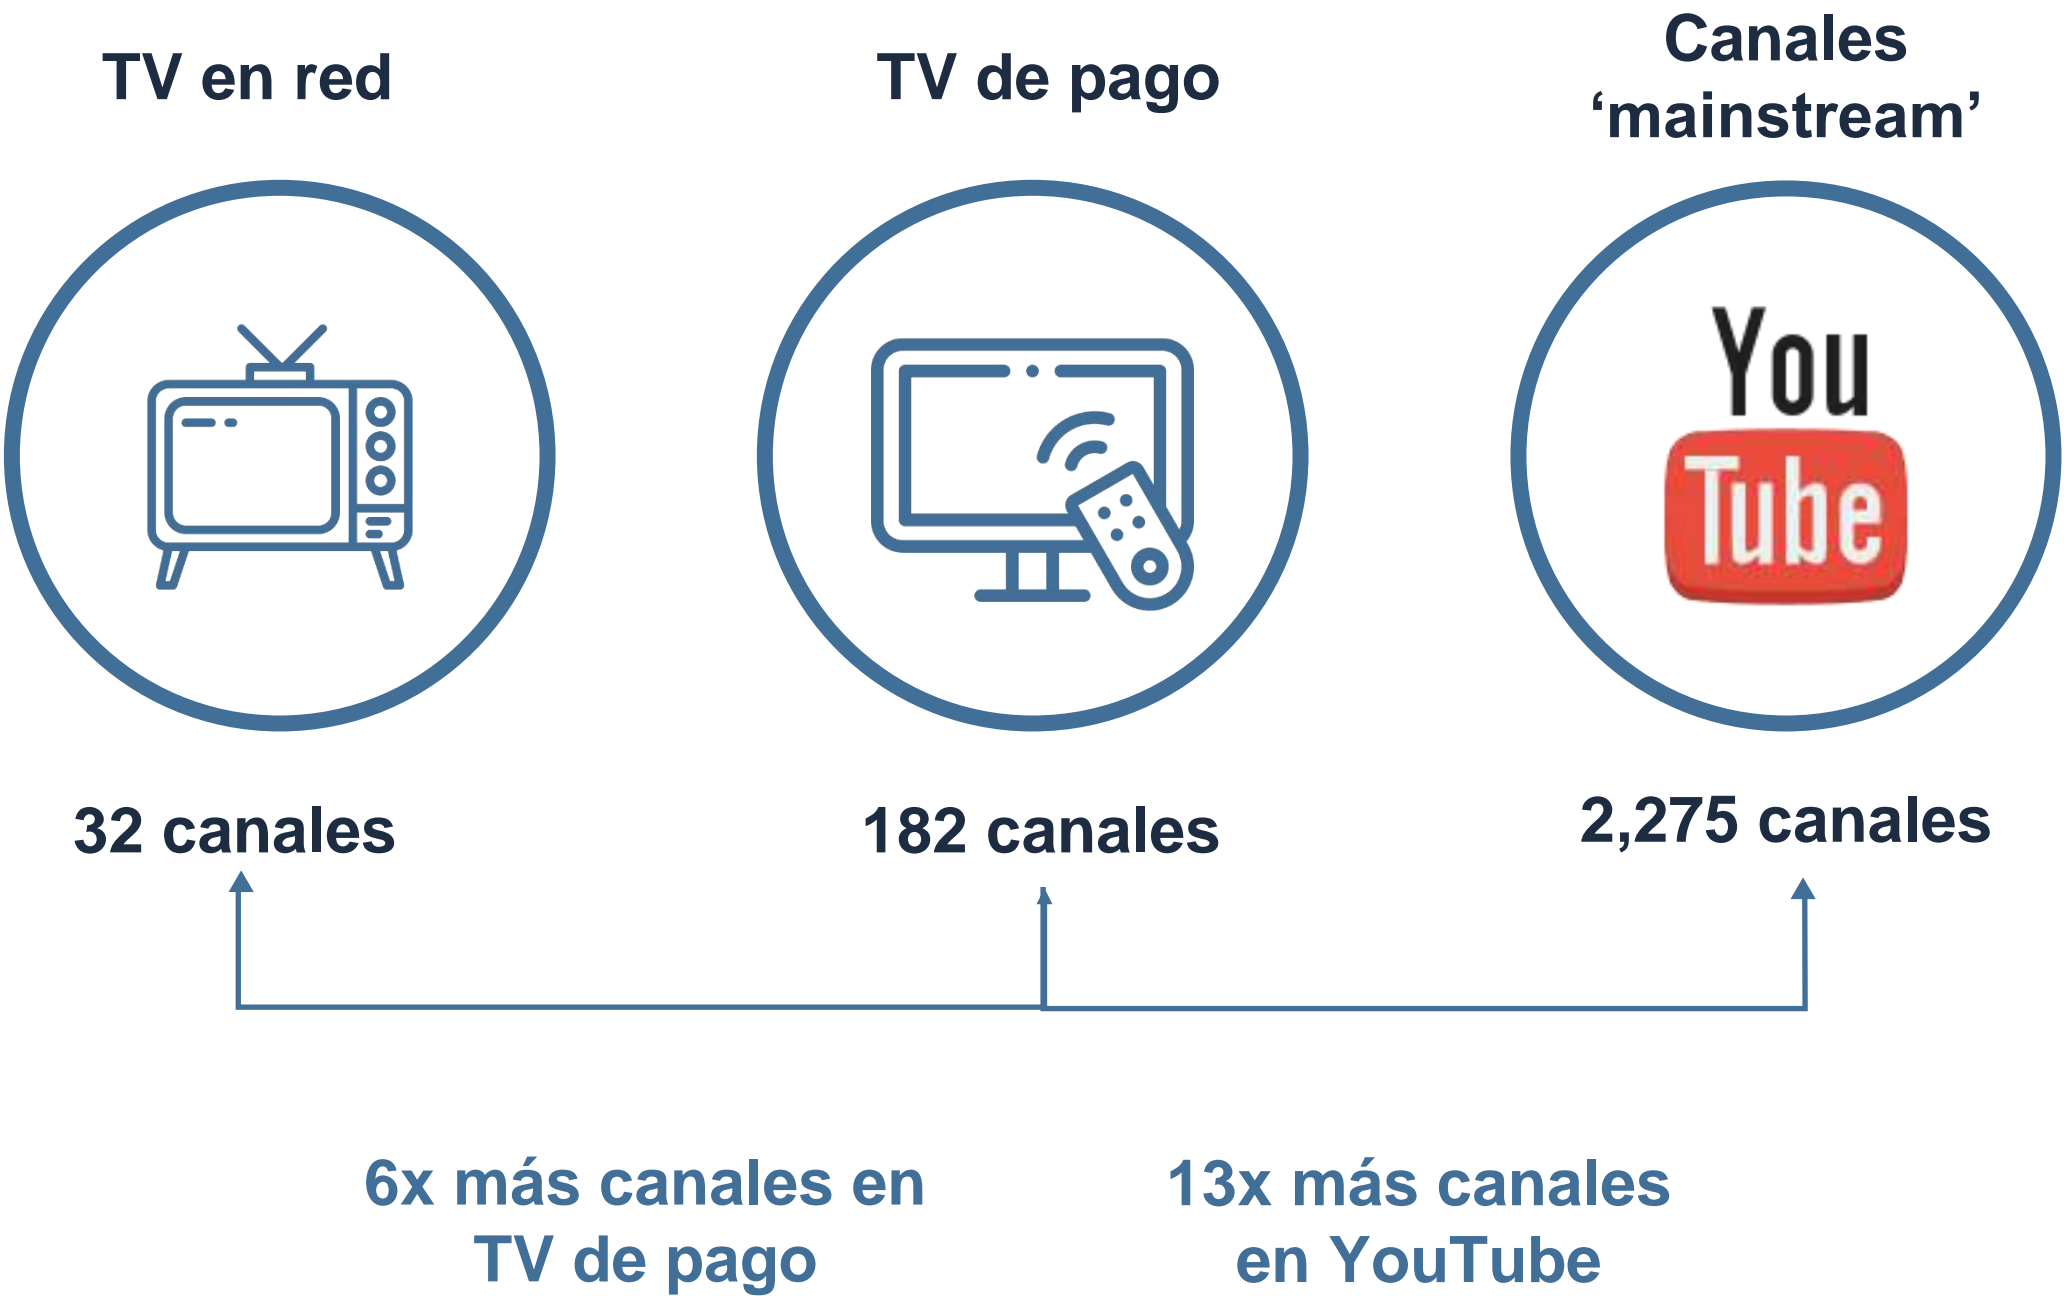 TV en red
TV de pago
Canales
‘mainstream’
You
Tube
32 canales
182 canales
2,275 canales
6x más canales en
TV de pago
13x más canales
en YouTube